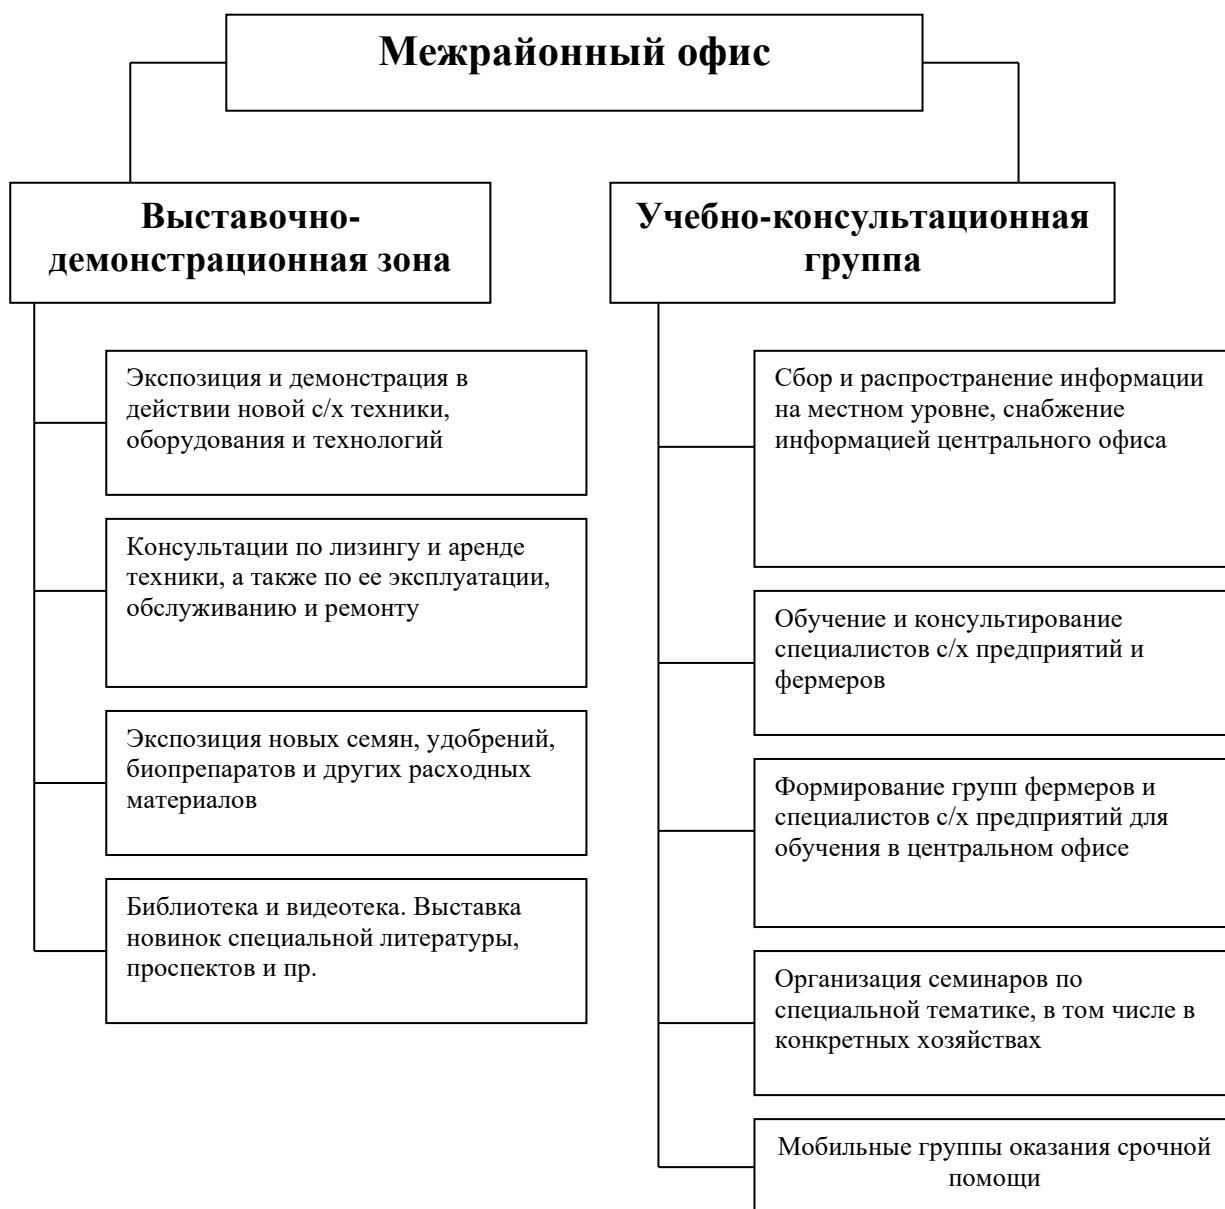 Межрайонный офис
Выставочно-
демонстрационная зона
Экспозиция и демонстрация в
действии новой с/х техники,
оборудования и технологий
Консультации по лизингу и аренде
техники, а также по ее эксплуатации,
обслуживанию и ремонту
Экспозиция новых семян, удобрений,
биопрепаратов и других расходных
материалов
Библиотека и видеотека. Выставка
новинок специальной литературы,
проспектов и пр.
Учебно-консультационная
группа
Сбор и распространение информации
на местном уровне, снабжение
информацией центрального офиса
Обучение и консультирование
специалистов с/х предприятий и
фермеров
Формирование групп фермеров и
специалистов с/х предприятий для
обучения в центральном офисе
Организация семинаров по
специальной тематике, в том числе в
конкретных хозяйствах
Мобильные группы оказания срочной
помощи